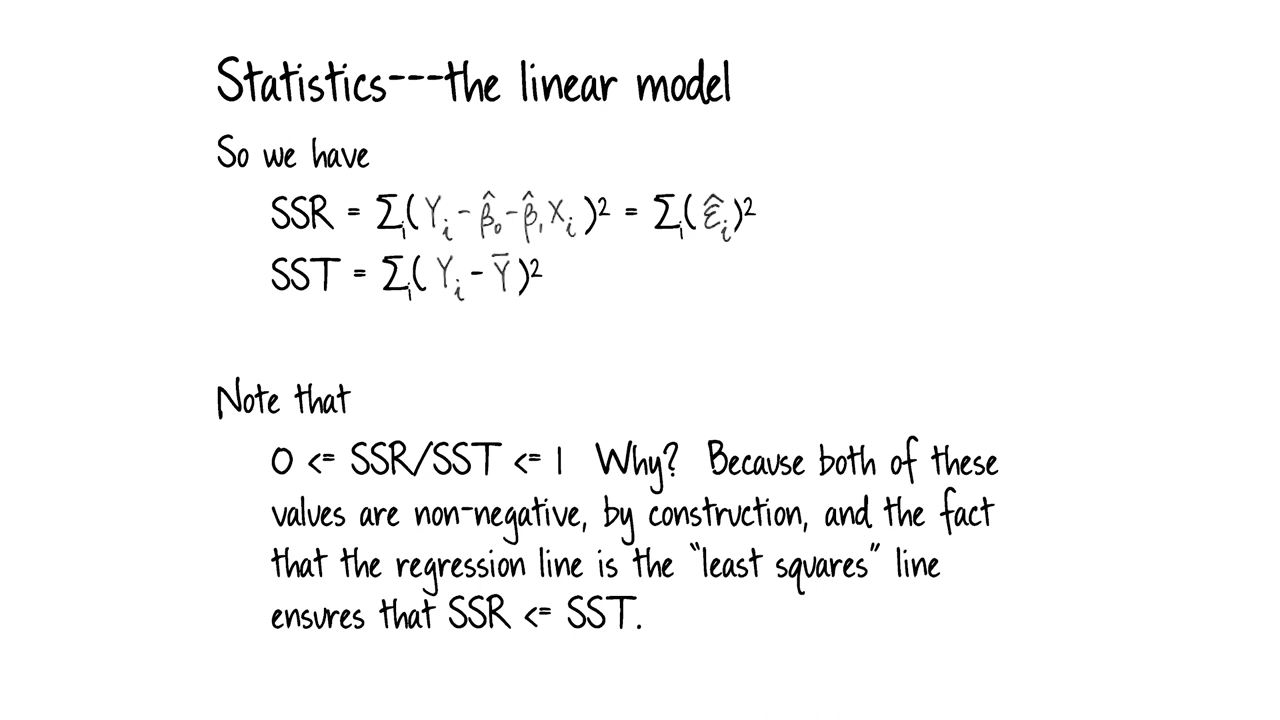 Statistics---the linear model
So we have
SSR = Σᵢ(Yᵢ - β̂₀ - β̂₁Xᵢ)² = Σᵢ(ε̂ᵢ)²
SST = Σᵢ(Yᵢ - Ȳ)²
Note that
0 <= SSR/SST <= 1 Why? Because both of these
values are non-negative, by construction, and the fact
that the regression line is the “least squares” line
ensures that SSR <= SST.